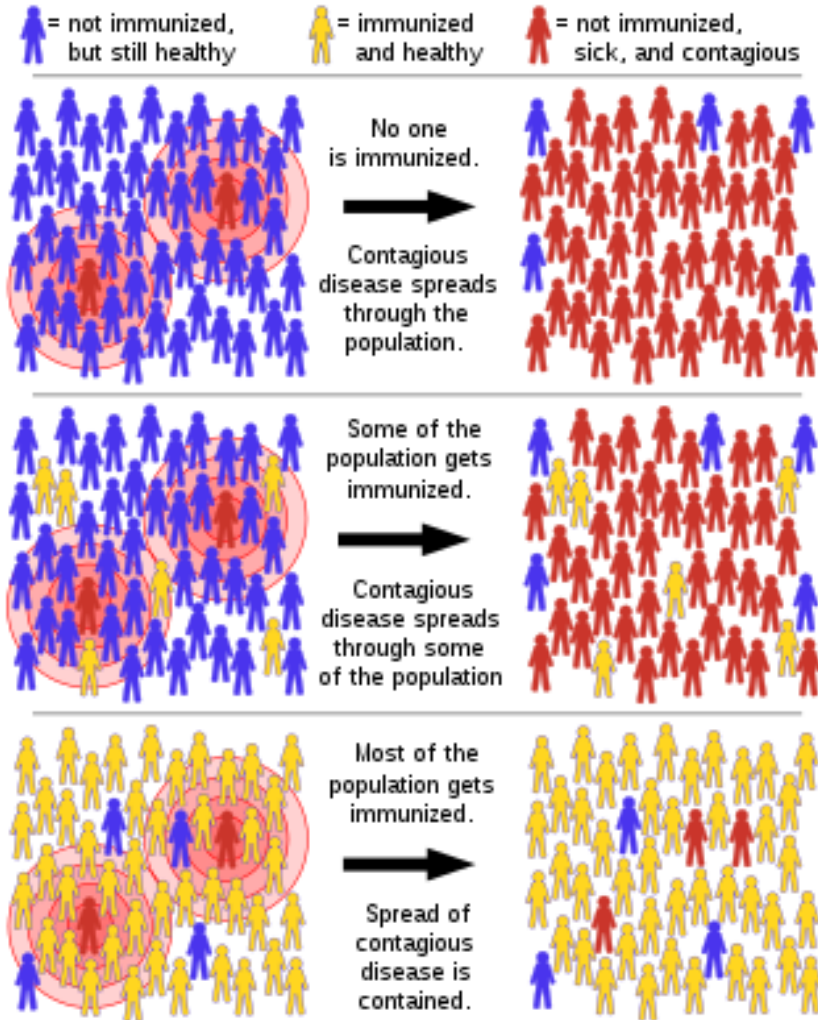 = not immunized,
but still healthy
= immunized
and healthy
= not immunized,
sick, and contagious
No one
is immunized.
Contagious
disease spreads
through the
population.
Some of the
population gets
immunized.
Contagious
disease spreads
through some
of the population
Most of the
population gets
immunized.
Spread of
contagious
disease is
contained.